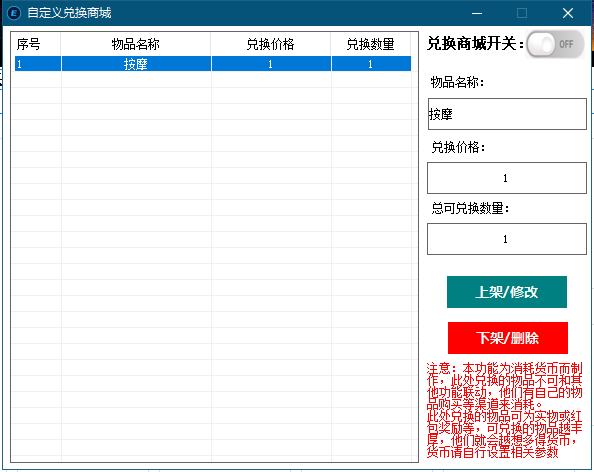 自定义兑换商城
序号 物品名称 兑换价格 兑换数量
1 按摩 1 1
兑换商城开关: OFF
物品名称:
按摩
兑换价格:
1
总可兑换数量:
1
上架/修改
下架/删除
注意: 本功能为消耗货币而制
作, 此处兑换的物品不可和其
他功能联动, 他们有自己的物
品购买等渠道来消耗。
此处兑换的物品可为实物或红
包奖励等, 可兑换的物品越丰
厚, 他们就会越想多得货币,
货币请自行设置相关参数